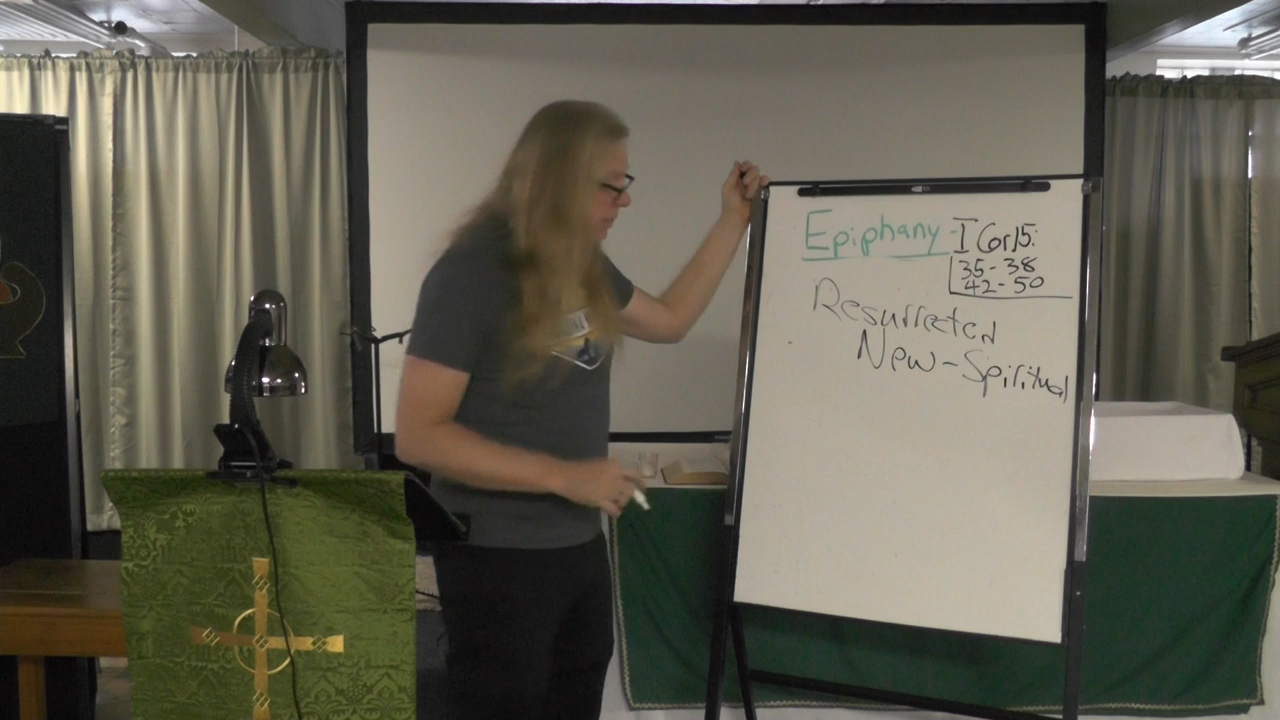 Epiphany - I Cor 15:
35-38
42-50
Resurrected
New-Spiritual